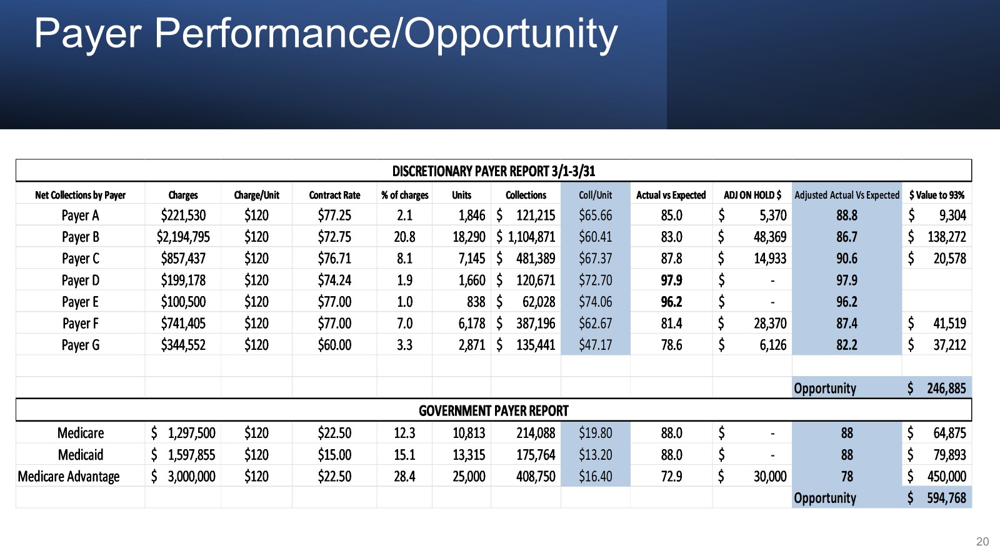 Payer Performance/Opportunity
DISCRETIONARY PAYER REPORT 3/1-3/31
Net Collections by Payer Charges Charge/Unit Contract Rate % of charges Units Collections Coll/Unit Actual vs Expected ADJ ON HOLD $ Adjusted Actual Vs Expected $ Value to 93%
Payer A $221,530 $120 $77.25 2.1 1,846 $ 121,215 $65.66 85.0 $ 5,370 88.8 $ 9,304
Payer B $2,194,795 $120 $72.75 20.8 18,290 $ 1,104,871 $60.41 83.0 $ 48,369 86.7 $ 138,272
Payer C $857,437 $120 $76.71 8.1 7,145 $ 481,389 $67.37 87.8 $ 14,933 90.6 $ 20,578
Payer D $199,178 $120 $74.24 1.9 1,660 $ 120,671 $72.70 97.9 $ - 97.9
Payer E $100,500 $120 $77.00 1.0 838 $ 62,028 $74.06 96.2 $ - 96.2
Payer F $741,405 $120 $77.00 7.0 6,178 $ 387,196 $62.67 81.4 $ 28,370 87.4 $ 41,519
Payer G $344,552 $120 $60.00 3.3 2,871 $ 135,441 $47.17 78.6 $ 6,126 82.2 $ 37,212
Opportunity $ 246,885
GOVERNMENT PAYER REPORT
Medicare $ 1,297,500 $120 $22.50 12.3 10,813 214,088 $19.80 88.0 $ - 88 $ 64,875
Medicaid $ 1,597,855 $120 $15.00 15.1 13,315 175,764 $13.20 88.0 $ - 88 $ 79,893
Medicare Advantage $ 3,000,000 $120 $22.50 28.4 25,000 408,750 $16.40 72.9 $ 30,000 78 $ 450,000
Opportunity $ 594,768
20